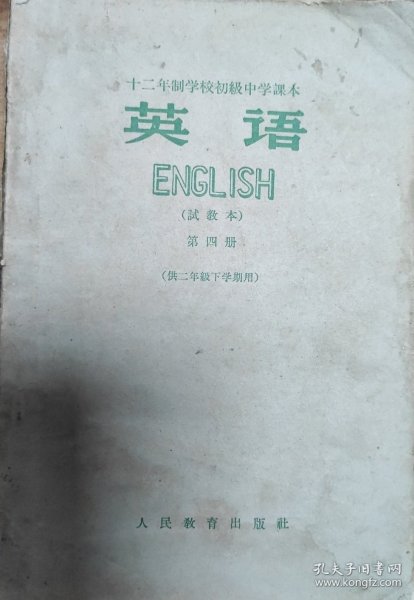 十二年制学校初級中学課本
英语
ENGLISH
(試教本)
第四册
(供二年級下学期用)
人民教育出版社
孔夫子旧书网
www.kongfz.com